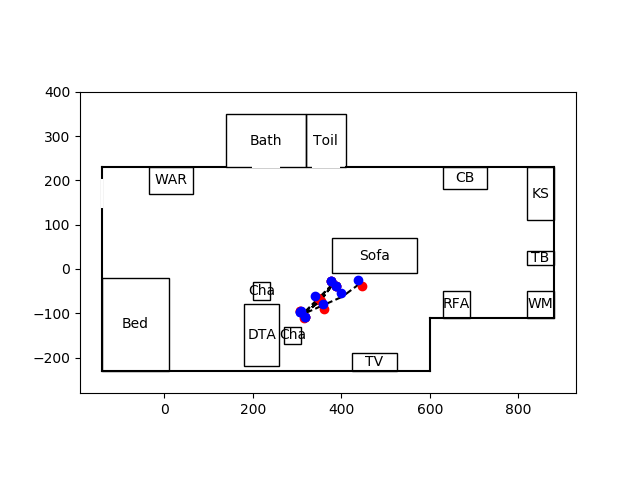 400
300
200
100
0
−100
−200
Bath
Toil
WAR
CB
KS
Sofa
TB
Cha
Bed
DTA
Cha
RFA
WM
TV
0
200
400
600
800